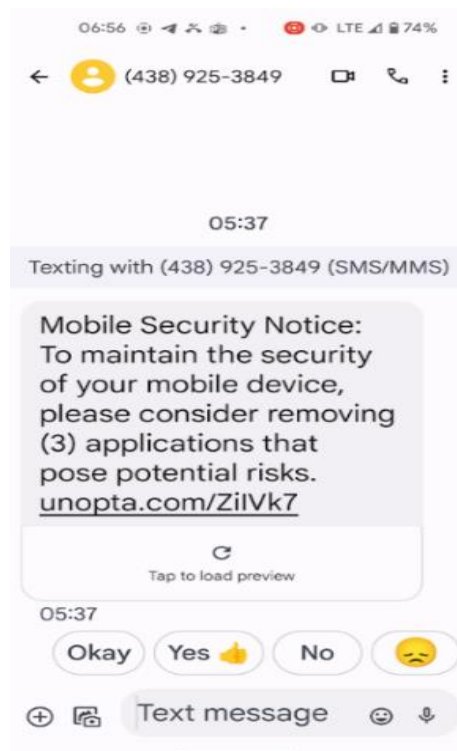 06:56 LTE 74%
(438) 925-3849
05:37
Texting with (438) 925-3849 (SMS/MMS)
Mobile Security Notice:
To maintain the security
of your mobile device,
please consider removing
(3) applications that
pose potential risks.
unopta.com/ZiIVk7
Tap to load preview
05:37
Okay Yes 👍 No 😞
Text message